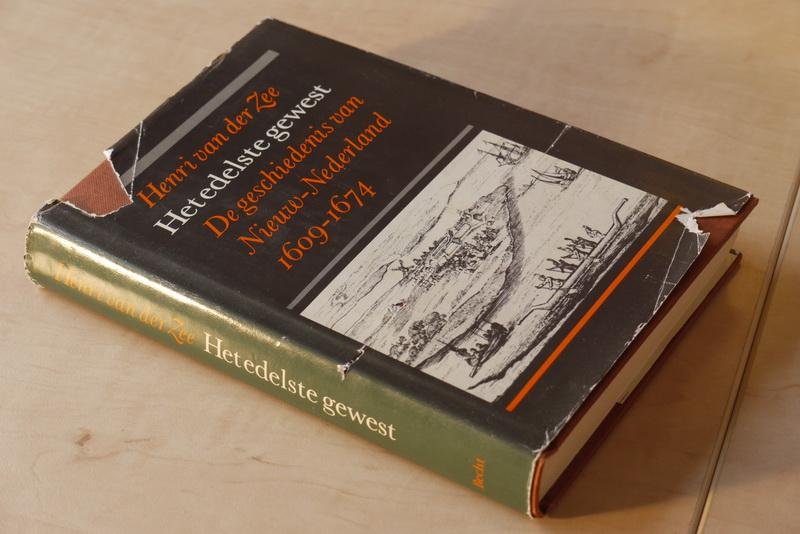 Henri van der Zee
Het edelste gewest
De geschiedenis van
Nieuw-Nederland
1609-1674
Henri van der Zee Het edelste gewest Becht